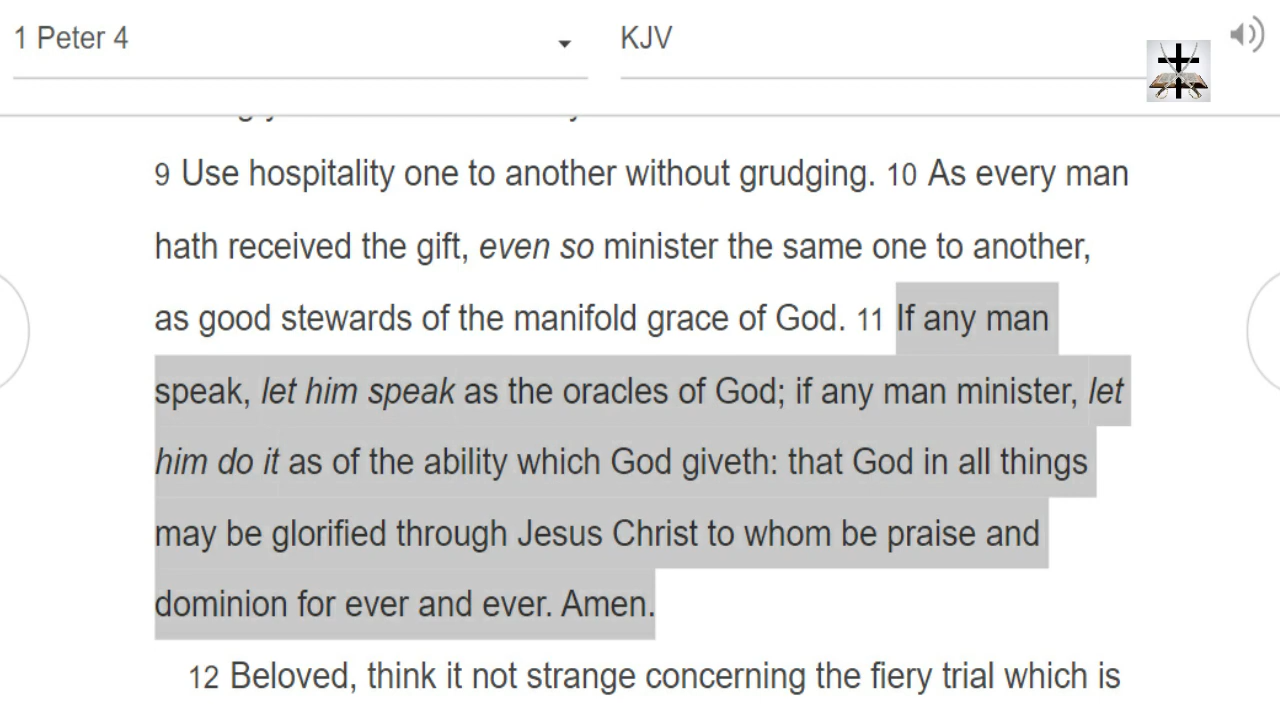 1 Peter 4
KJV
9 Use hospitality one to another without grudging. 10 As every man
hath received the gift, even so minister the same one to another,
as good stewards of the manifold grace of God. 11 If any man
speak, let him speak as the oracles of God; if any man minister, let
him do it as of the ability which God giveth: that God in all things
may be glorified through Jesus Christ to whom be praise and
dominion for ever and ever. Amen.
12 Beloved, think it not strange concerning the fiery trial which is